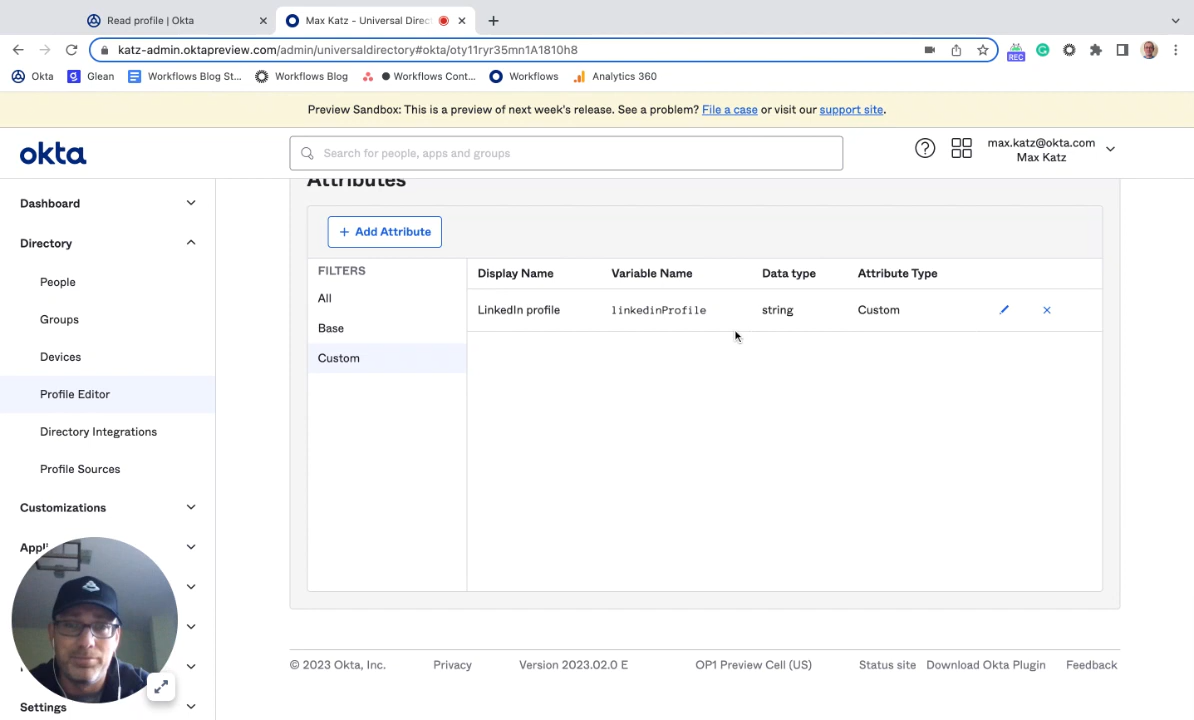 Read profile | Okta
Max Katz - Universal Direc
katz-admin.oktapreview.com/admin/universaldirectory#okta/oty11ryr35mn1A1810h8
REC
Okta
Glean
Workflows Blog St...
Workflows Blog
Workflows Cont...
Workflows
Analytics 360
Preview Sandbox: This is a preview of next week's release. See a problem? File a case or visit our support site.
okta
Search for people, apps and groups
max.katz@okta.com
Max Katz
Dashboard
Directory
People
Groups
Devices
Profile Editor
Directory Integrations
Profile Sources
Customizations
Appl
Settings
Attributes
+ Add Attribute
FILTERS
All
Base
Custom
Display Name Variable Name Data type Attribute Type
LinkedIn profile linkedinProfile string Custom
© 2023 Okta, Inc. Privacy Version 2023.02.0 E OP1 Preview Cell (US) Status site Download Okta Plugin Feedback